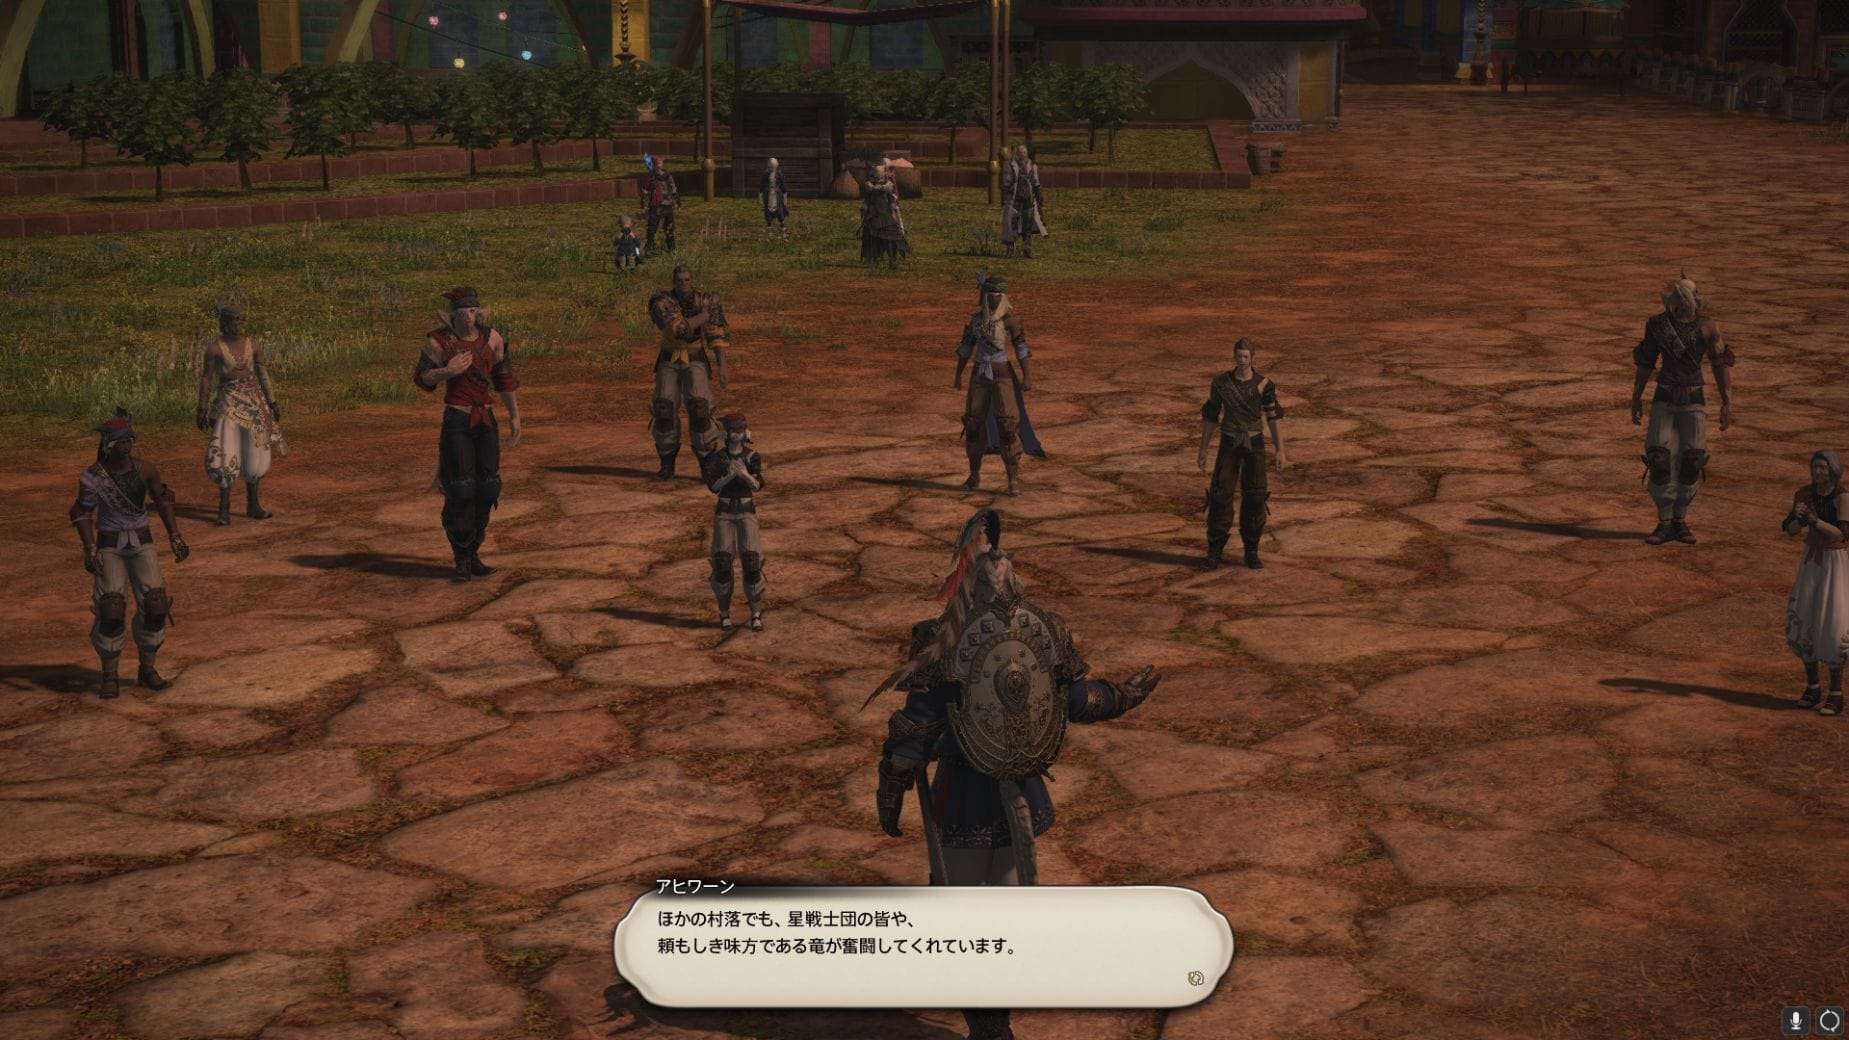 アヒワーン
ほかの村落でも、星戦士団の皆や、
頼もしき味方である竜が奮闘してくれています。